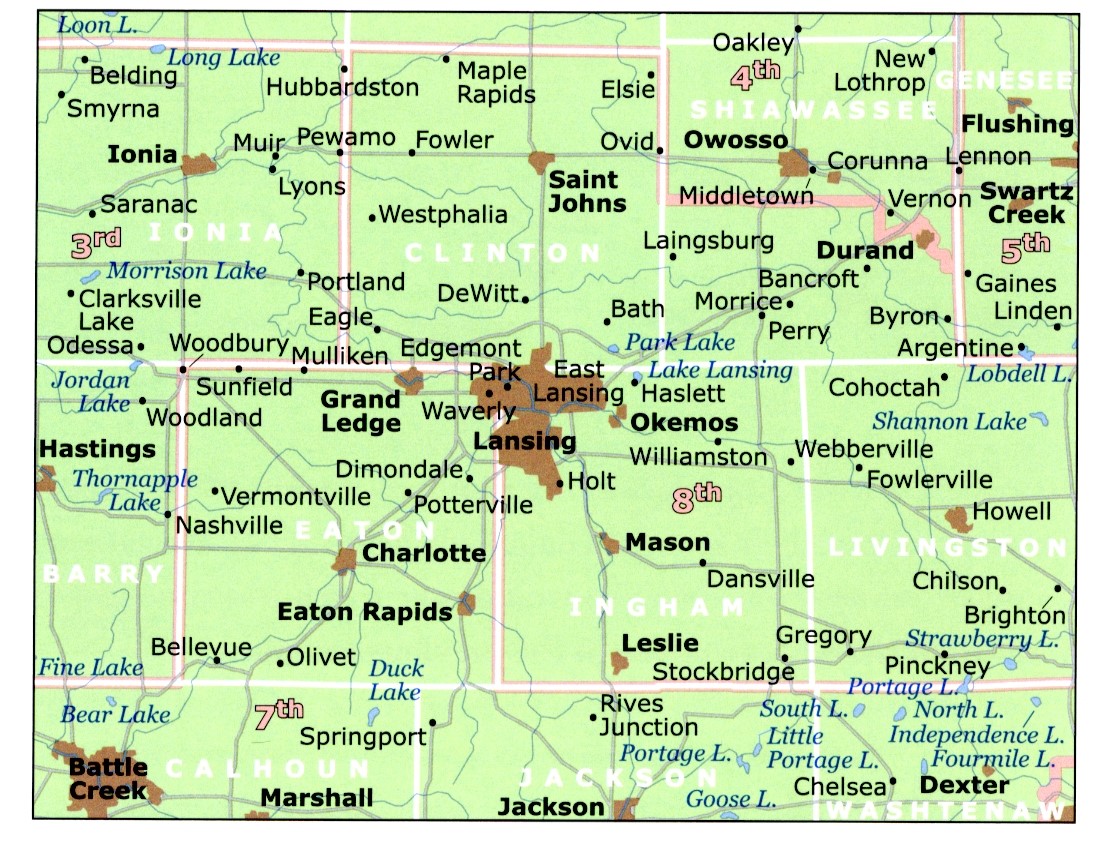 Loon L.
Long Lake
Belding
Smyrna
Hubbardston
Maple
Rapids
Elsie
Oakley
4th
New
Lothrop
GENESEE
SHIAWASSEE
Flushing
Ionia
Muir
Pewamo
Fowler
Ovid
Owosso
Corunna
Lennon
Lyons
Saint
Johns
Middletown
Vernon
Swartz
Creek
Saranac
Westphalia
3rd
IONIA
CLINTON
Laingsburg
Durand
5th
Morrison Lake
Portland
Bancroft
Gaines
Clarksville
DeWitt
Bath
Morrice
Byron
Linden
Lake
Odessa
Eagle
Perry
Woodbury
Mulliken
Edgemont
Park
Park Lake
Argentine
Jordan
Lake
Sunfield
East
Lansing
Lake Lansing
Haslett
Cohoctah
Lobdell L.
Woodland
Grand
Ledge
Waverly
Okemos
Shannon Lake
Hastings
Lansing
Williamston
Webberville
Thornapple
Lake
Dimondale
Holt
Fowlerville
Vermontville
Potterville
8th
Nashville
EATON
Howell
Charlotte
Mason
LIVINGSTON
BARRY
Dansville
Chilson
Eaton Rapids
INGHAM
Brighton
Bellevue
Leslie
Gregory
Strawberry L.
Fine Lake
Olivet
Duck
Lake
Stockbridge
Pinckney
Portage L.
Bear Lake
7th
Springport
Rives
Junction
South L.
North L.
Little
Portage L.
Independence L.
Portage L.
Fourmile L.
Battle
Creek
CALHOUN
JACKSON
Chelsea
Dexter
Marshall
Jackson
Goose L.
WASHTENAW